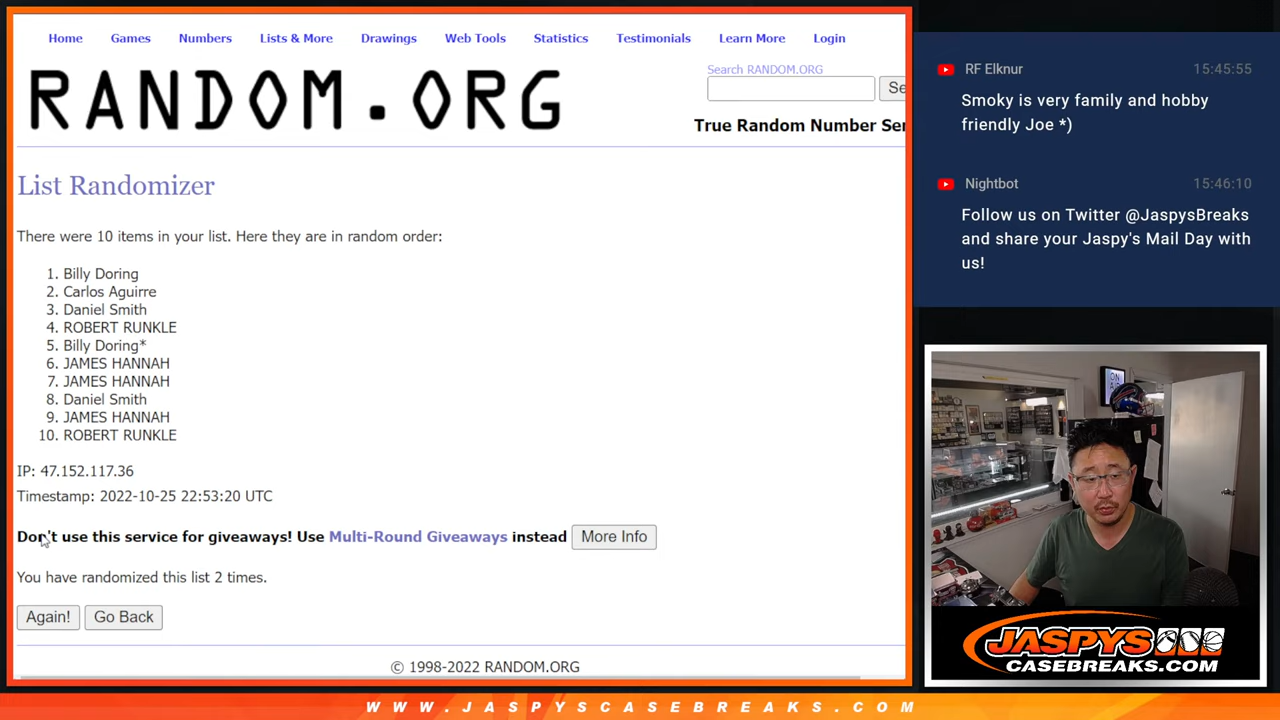 Home Games Numbers Lists & More Drawings Web Tools Statistics Testimonials Learn More Login
RANDOM.ORG
Search RANDOM.ORG
Se
True Random Number Ser
List Randomizer
There were 10 items in your list. Here they are in random order:
1. Billy Doring
2. Carlos Aguirre
3. Daniel Smith
4. ROBERT RUNKLE
5. Billy Doring*
6. JAMES HANNAH
7. JAMES HANNAH
8. Daniel Smith
9. JAMES HANNAH
10. ROBERT RUNKLE
IP: 47.152.117.36
Timestamp: 2022-10-25 22:53:20 UTC
Don't use this service for giveaways! Use Multi-Round Giveaways instead More Info
You have randomized this list 2 times.
Again! Go Back
© 1998-2022 RANDOM.ORG
RF Elknur 15:45:55
Smoky is very family and hobby
friendly Joe *)
Nightbot 15:46:10
Follow us on Twitter @JaspysBreaks
and share your Jaspy's Mail Day with
us!
ON
AIR
JASPYS
CASEBREAKS.COM
WWW.JASPYSCASEBREAKS.COM